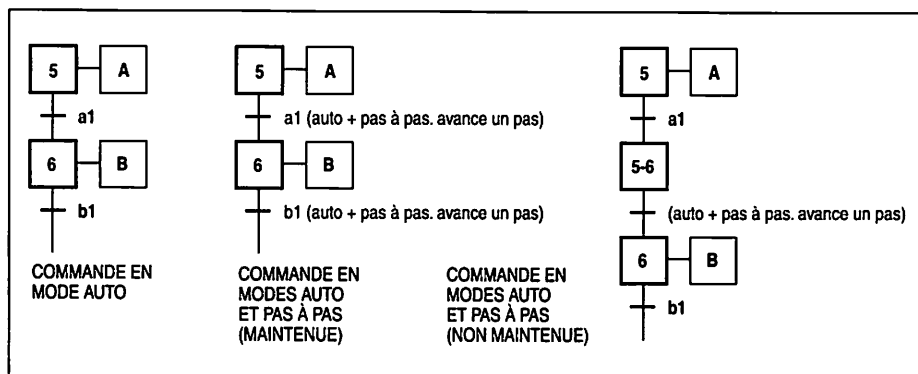 5 A
a1
6 B
b1
COMMANDE EN
MODE AUTO
5 A
a1 (auto + pas à pas. avance un pas)
6 B
b1 (auto + pas à pas. avance un pas)
COMMANDE EN
MODES AUTO
ET PAS À PAS
(MAINTENUE)
5 A
a1
5-6
(auto + pas à pas. avance un pas)
6 B
b1
COMMANDE EN
MODES AUTO
ET PAS À PAS
(NON MAINTENUE)